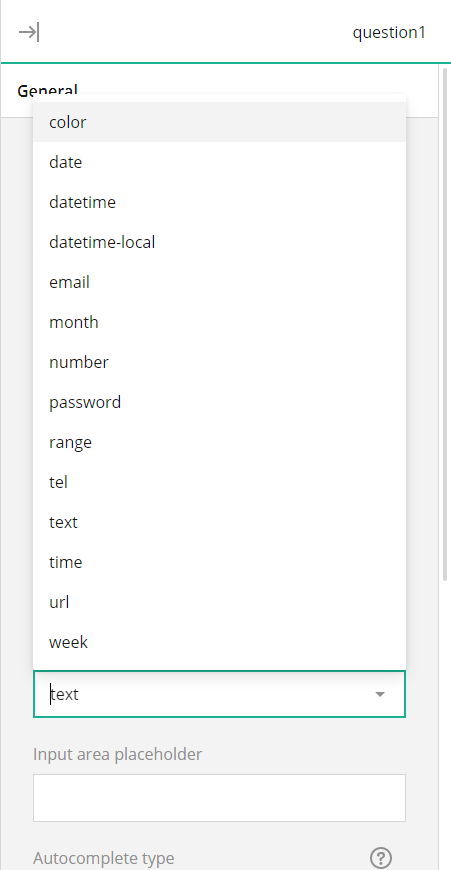 question1
General
color
date
datetime
datetime-local
email
month
number
password
range
tel
text
time
url
week
text
Input area placeholder
Autocomplete type